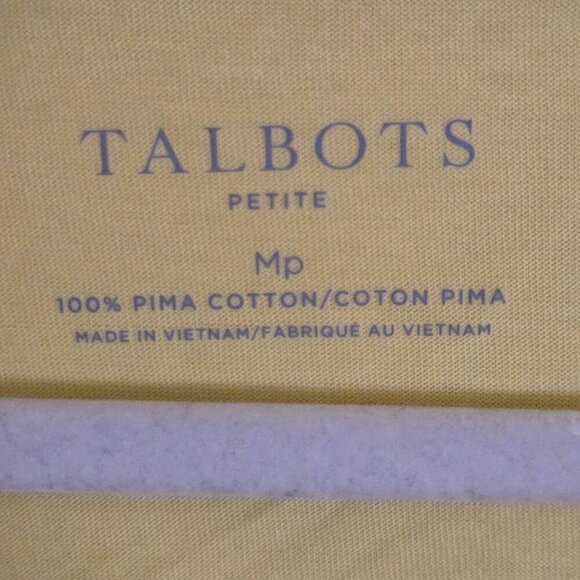 TALBOTS
PETITE
Mp
100% PIMA COTTON/COTON PIMA
MADE IN VIETNAM/FABRIQUÉ AU VIETNAM